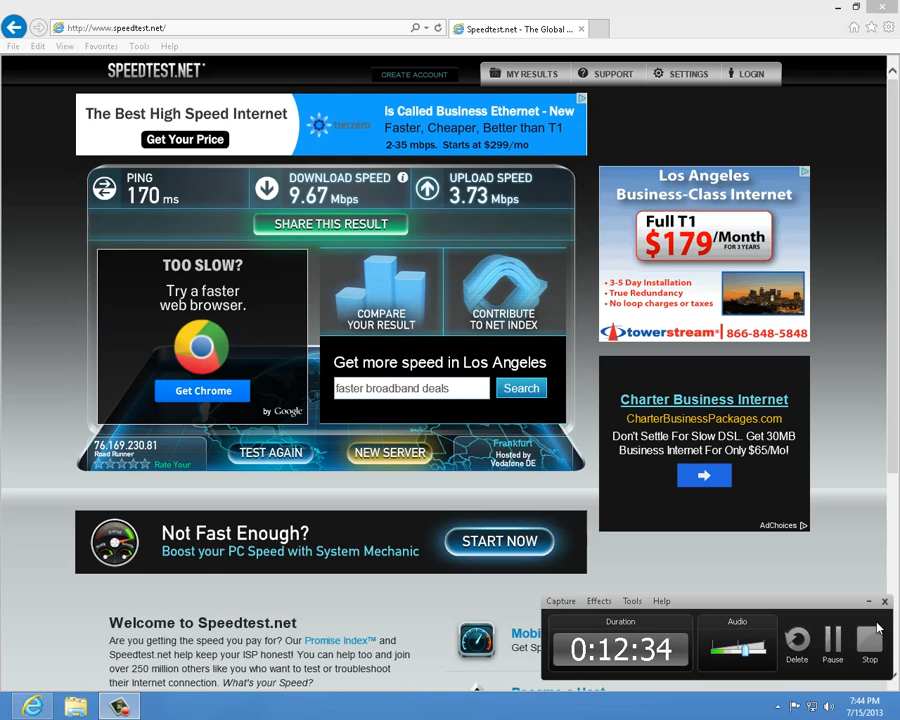 http://www.speedtest.net/
Speedtest.net - The Global ...
File Edit View Favorites Tools Help
SPEEDTEST.NET
CREATE ACCOUNT
MY RESULTS
SUPPORT
SETTINGS
LOGIN
The Best High Speed Internet
Get Your Price
berzero
is Called Business Ethernet - New
Faster, Cheaper, Better than T1
2-35 mbps. Starts at $299/mo
PING
170 ms
DOWNLOAD SPEED
9.67 Mbps
UPLOAD SPEED
3.73 Mbps
SHARE THIS RESULT
TOO SLOW?
Try a faster
web browser.
Get Chrome
by Google
COMPARE
YOUR RESULT
CONTRIBUTE
TO NET INDEX
Get more speed in Los Angeles
faster broadband deals
Search
76.169.230.81
Road Runner
Rate Your
TEST AGAIN
NEW SERVER
Frankfurt
Hosted by
Vodafone DE
Los Angeles
Business-Class Internet
Full T1
$179/Month
FOR 3 YEARS
• 3-5 Day Installation
• True Redundancy
• No loop charges or taxes
towerstream 866-848-5848
Charter Business Internet
CharterBusinessPackages.com
Don't Settle For Slow DSL. Get 30MB
Business Internet For Only $65/Mo!
AdChoices
Not Fast Enough?
Boost your PC Speed with System Mechanic
START NOW
Welcome to Speedtest.net
Are you getting the speed you pay for? Our Promise Index™ and
Speedtest.net help keep your ISP honest! You can help too and join
over 250 million others like you who want to test or troubleshoot
their Internet connection. What's your Speed?
Mobi
Get Sp
Capture Effects Tools Help
Duration
0:12:34
Audio
Delete
Pause
Stop
7:44 PM
7/15/2013